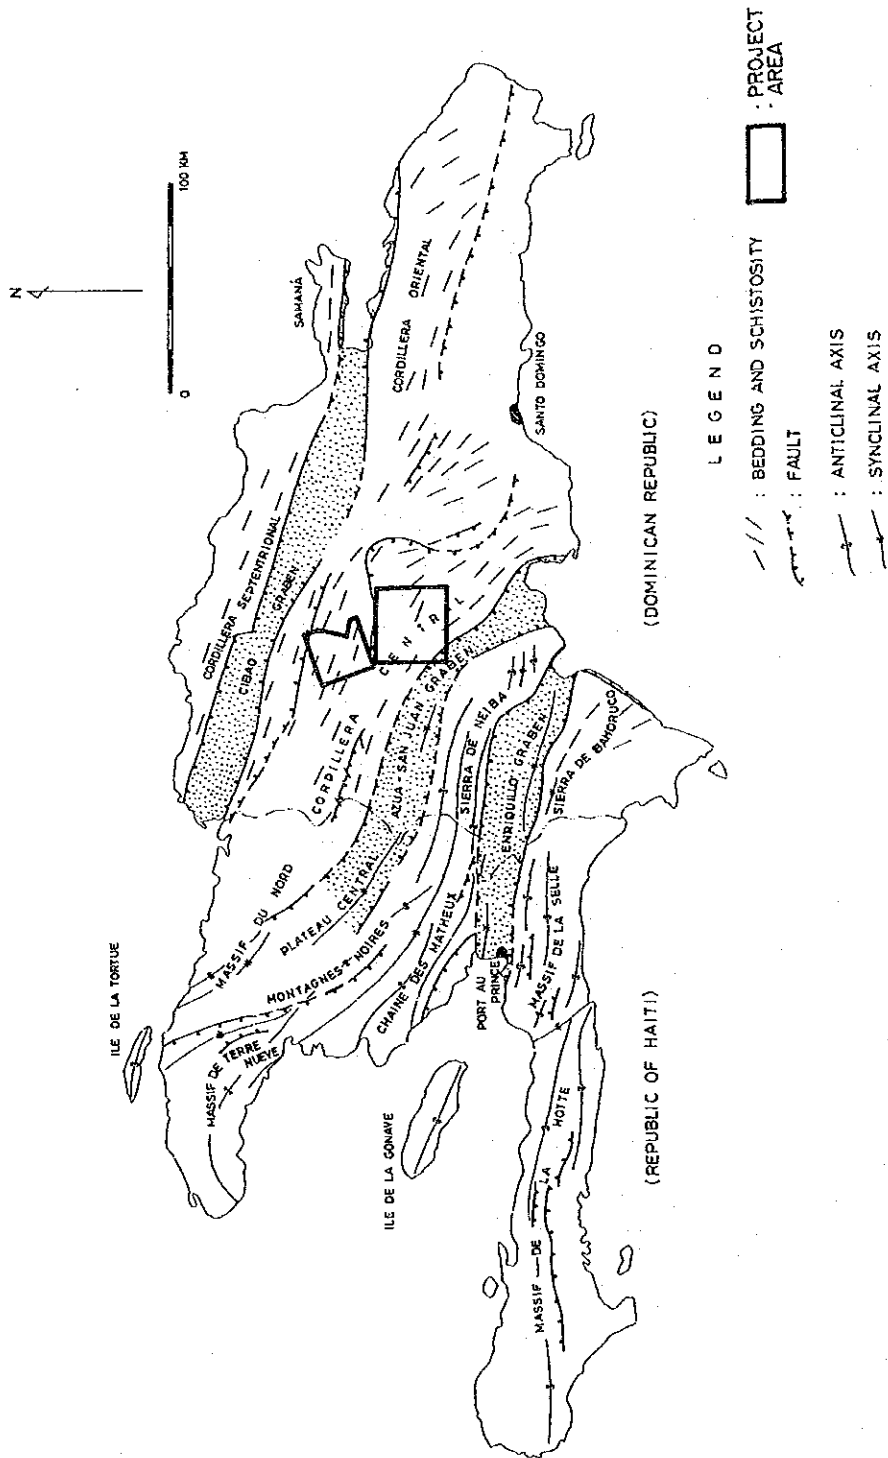 N
0 100 KM
ILE DE LA TORTUE
SAMANÁ
CORDILLERA SEPTENTRIONAL
CIBAO GRABEN
MASSIF DU NORD
MASSIF DE TERRE
NUEVE
PLATEAU CENTRAL
CORDILLERA CENTRAL
CORDILLERA ORIENTAL
MONTAGNES NOIRES
AZUA-SAN JUAN GRABEN
CHAINE DES MATHEUX
SIERRA DE NEIBA
ILE DE LA GONAVE
PORT AU
PRINCE
ENRIQUILLO GRABEN
SANTO DOMINGO
MASSIF DE LA SELLE
SIERRA DE BAHORUCO
MASSIF DE LA HOTTE
(REPUBLIC OF HAITI)
(DOMINICAN REPUBLIC)
LEGEND
: BEDDING AND SCHISTOSITY
: PROJECT
AREA
: FAULT
: ANTICLINAL AXIS
: SYNCLINAL AXIS